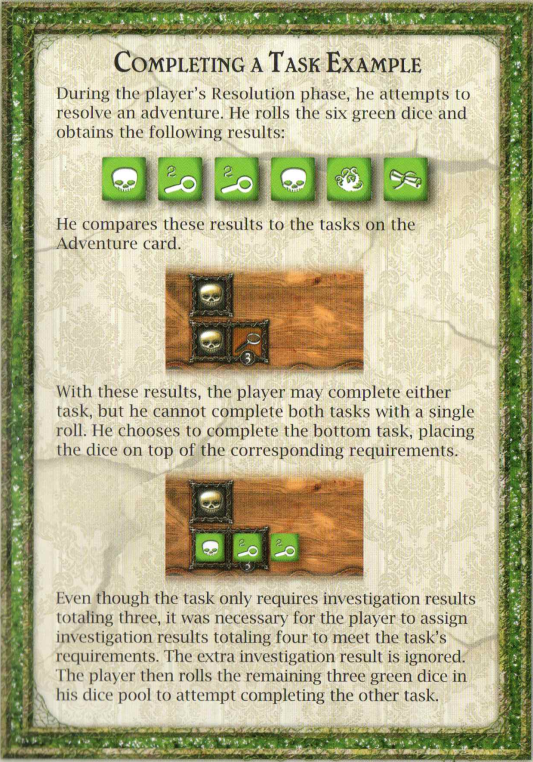 Completing a Task Example
During the player's Resolution phase, he attempts to
resolve an adventure. He rolls the six green dice and
obtains the following results:
2
2
He compares these results to the tasks on the
Adventure card.
3
With these results, the player may complete either
task, but he cannot complete both tasks with a single
roll. He chooses to complete the bottom task, placing
the dice on top of the corresponding requirements.
2
2
3
Even though the task only requires investigation results
totaling three, it was necessary for the player to assign
investigation results totaling four to meet the task's
requirements. The extra investigation result is ignored.
The player then rolls the remaining three green dice in
his dice pool to attempt completing the other task.